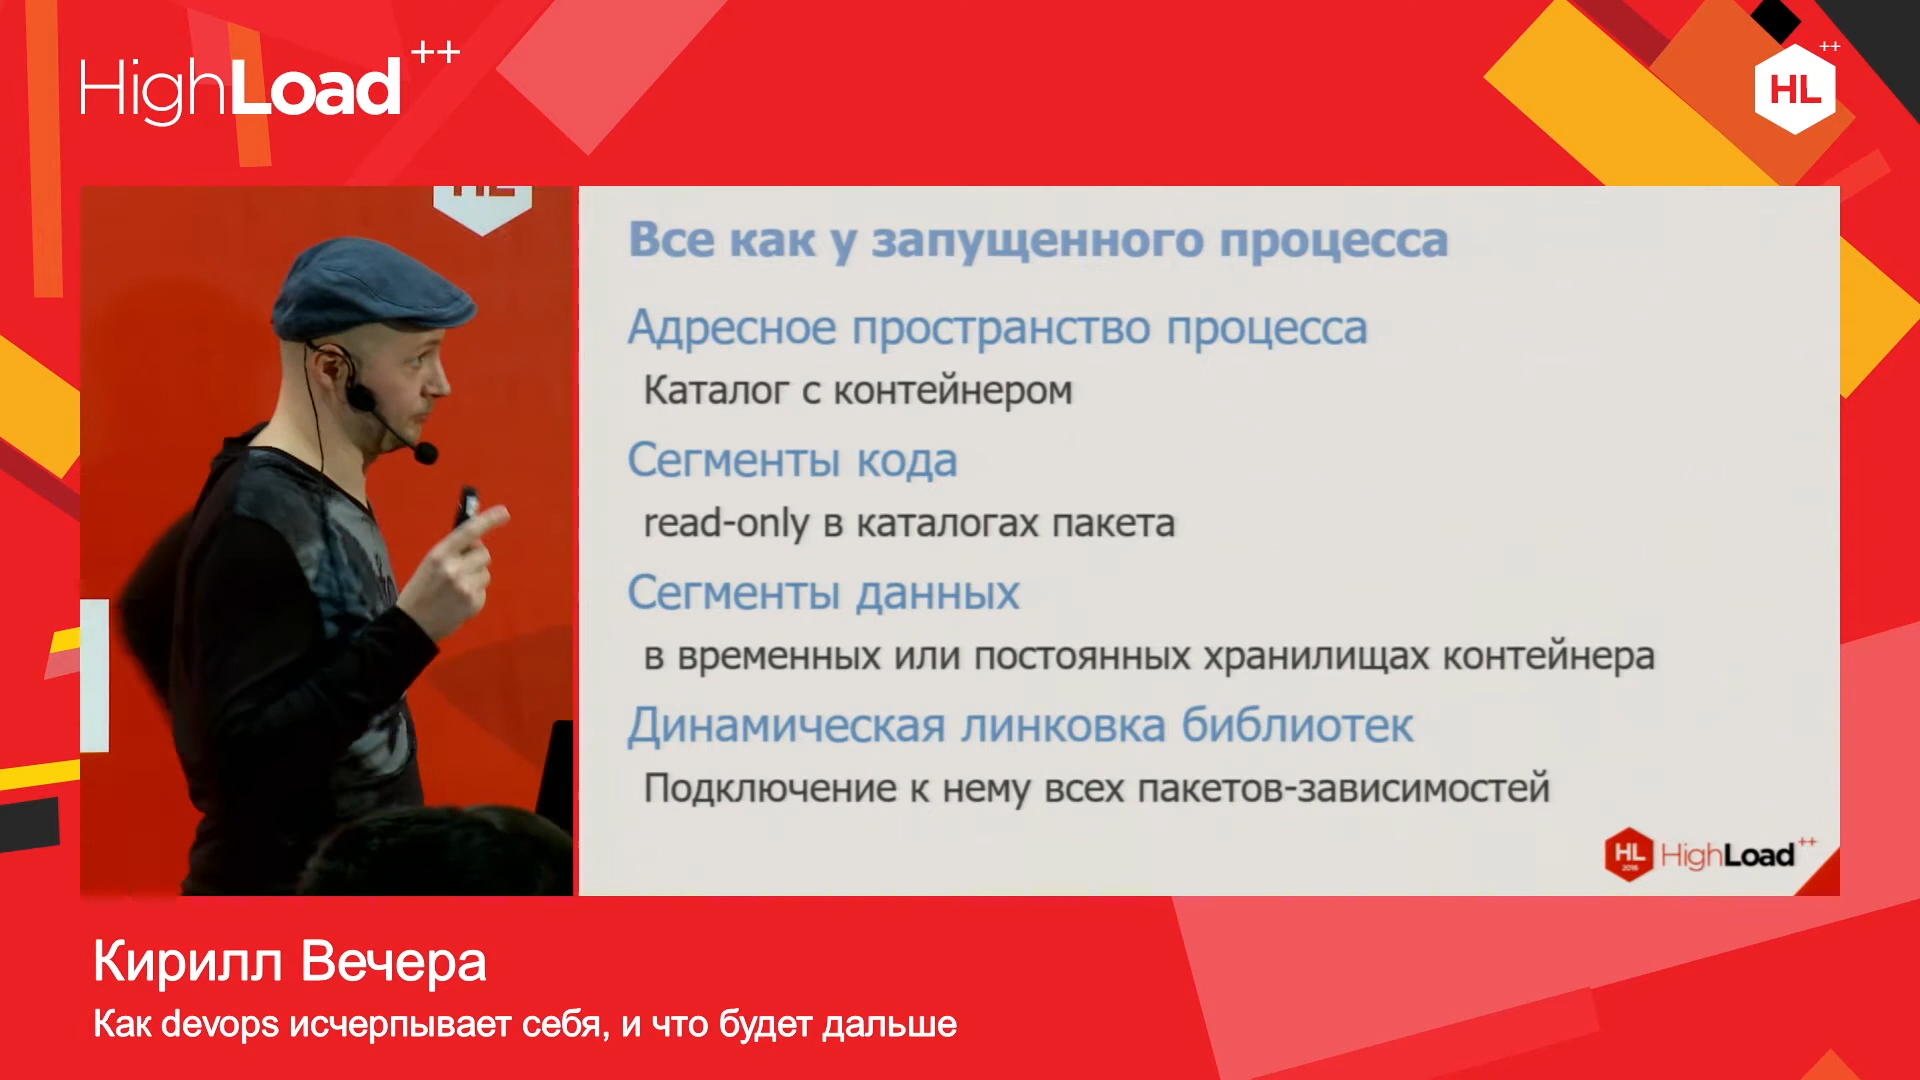 HighLoad++
HL++
HL
Все как у запущенного процесса
Адресное пространство процесса
Каталог с контейнером
Сегменты кода
read-only в каталогах пакета
Сегменты данных
в временных или постоянных хранилищах контейнера
Динамическая линковка библиотек
Подключение к нему всех пакетов-зависимостей
HL
2016
HighLoad++
Кирилл Вечера
Как devops исчерпывает себя, и что будет дальше